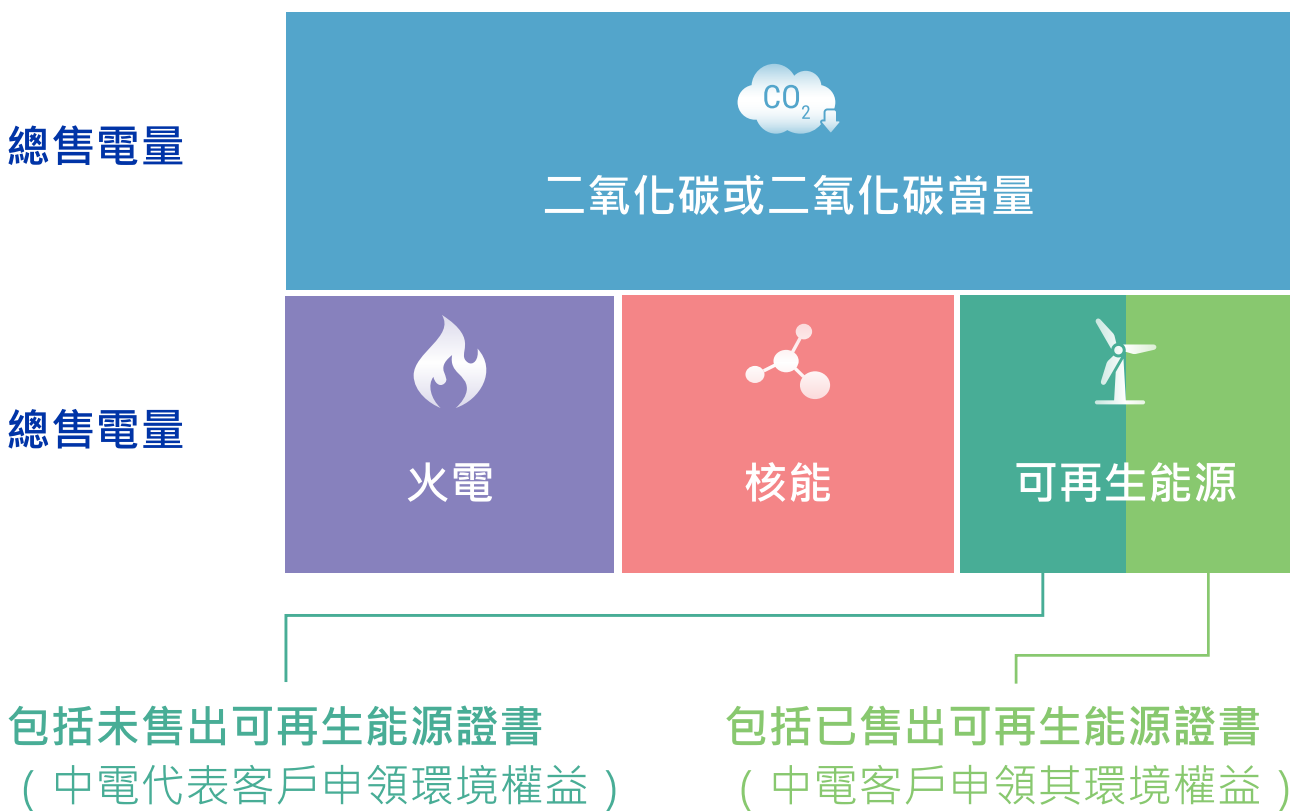 CO2
總售電量
二氧化碳或二氧化碳當量
總售電量
火電
核能
可再生能源
包括未售出可再生能源證書
（中電代表客戶申領環境權益）
包括已售出可再生能源證書
（中電客戶申領其環境權益）